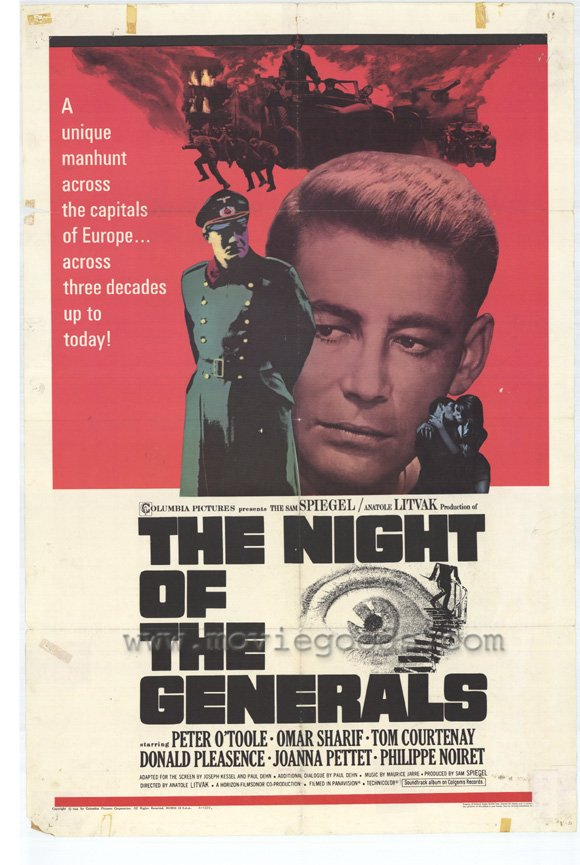 A
unique
manhunt
across
the capitals
of Europe...
across
three decades
up to
today!
COLUMBIA PICTURES presents THE SAM SPIEGEL / ANATOLE LITVAK Production of
THE NIGHT
OF
THE
GENERALS
www.moviegoods.com
starring PETER O'TOOLE · OMAR SHARIF · TOM COURTENAY
DONALD PLEASENCE · JOANNA PETTET · PHILIPPE NOIRET
ADAPTED FOR THE SCREEN BY JOSEPH KESSEL AND PAUL DEHN · ADDITIONAL DIALOGUE BY PAUL DEHN · MUSIC BY MAURICE JARRE · PRODUCED BY SAM SPIEGEL
DIRECTED BY ANATOLE LITVAK · A HORIZON-FILMSONOR CO-PRODUCTION · FILMED IN PANAVISION® · TECHNICOLOR® Soundtrack album on Colgems Records